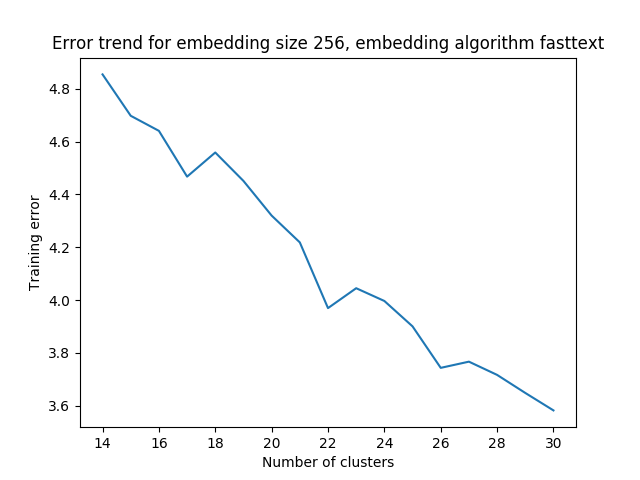 Error trend for embedding size 256, embedding algorithm fasttext
4.8
4.6
4.4
4.2
4.0
3.8
3.6
Training error
14 16 18 20 22 24 26 28 30
Number of clusters